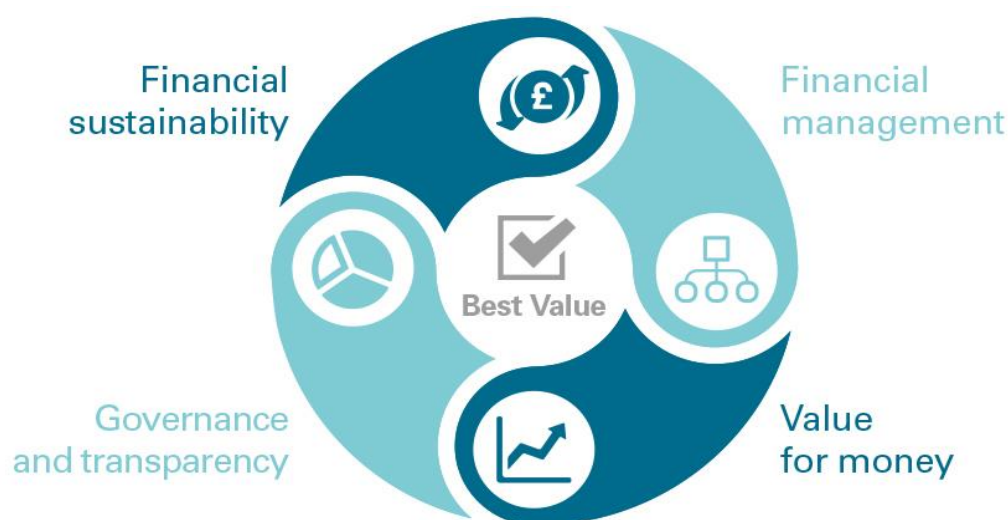 Financial
sustainability
Financial
management
£
Best Value
Governance
and transparency
Value
for money